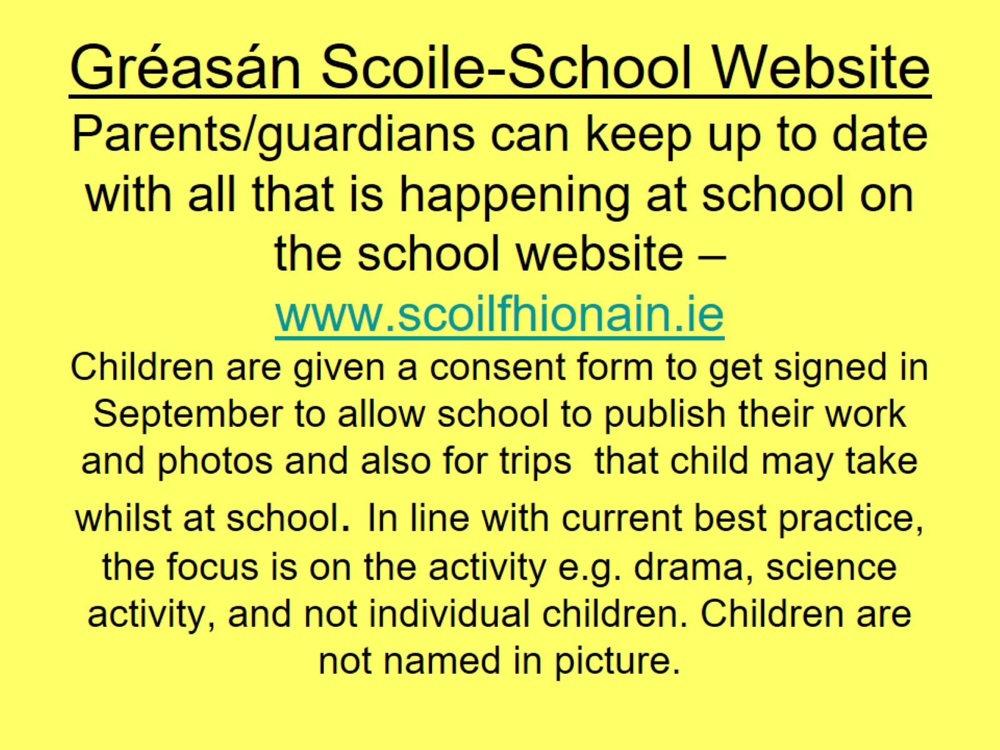 Gréasán Scoile-School Website
Parents/guardians can keep up to date
with all that is happening at school on
the school website –
www.scoilfhionain.ie
Children are given a consent form to get signed in
September to allow school to publish their work
and photos and also for trips  that child may take
whilst at school. In line with current best practice,
the focus is on the activity e.g. drama, science
activity, and not individual children. Children are
not named in picture.